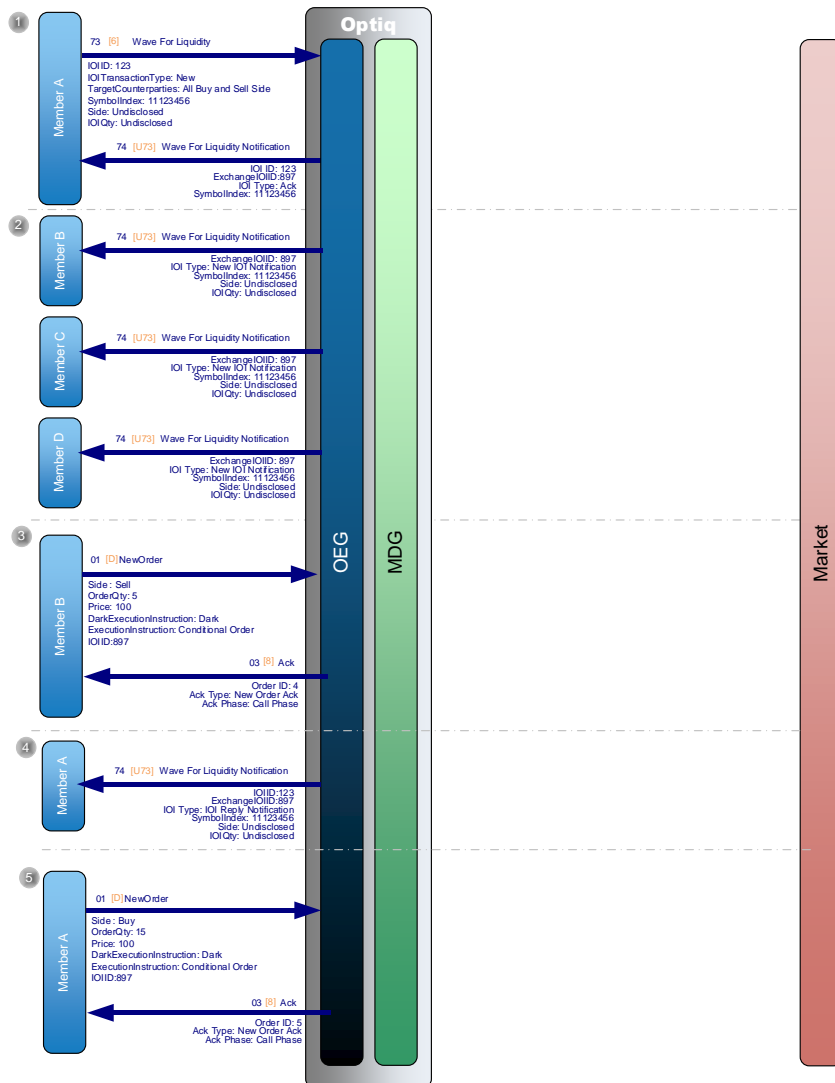 Optiq
1
Member A
73 [6] Wave For Liquidity
IOIID: 123
IOITransactionType: New
TargetCounterparties: All Buy and Sell Side
SymbolIndex: 11123456
Side: Undisclosed
IOIQty: Undisclosed
74 [U73] Wave For Liquidity Notification
IOI ID: 123
ExchangeIOIID:897
IOI Type: Ack
SymbolIndex: 11123456
2
Member B
74 [U73] Wave For Liquidity Notification
ExchangeIOIID: 897
IOI Type: New IOI Notification
SymbolIndex: 11123456
Side: Undisclosed
IOIQty: Undisclosed
Member C
74 [U73] Wave For Liquidity Notification
ExchangeIOIID: 897
IOI Type: New IOI Notification
SymbolIndex: 11123456
Side: Undisclosed
IOIQty: Undisclosed
Member D
74 [U73] Wave For Liquidity Notification
ExchangeIOIID: 897
IOI Type: New IOI Notification
SymbolIndex: 11123456
Side: Undisclosed
IOIQty: Undisclosed
3
Member B
01 [D]NewOrder
Side : Sell
OrderQty: 5
Price: 100
DarkExecutionInstruction: Dark
ExecutionInstruction: Conditional Order
IOIID:897
03 [8] Ack
Order ID: 4
Ack Type: New Order Ack
Ack Phase: Call Phase
OEG
MDG
Market
4
Member A
74 [U73] Wave For Liquidity Notification
IOIID:123
ExchangeIOIID:897
IOI Type: IOI Reply Notification
SymbolIndex: 11123456
Side: Undisclosed
IOIQty: Undisclosed
5
Member A
01 [D]NewOrder
Side : Buy
OrderQty: 15
Price: 100
DarkExecutionInstruction: Dark
ExecutionInstruction: Conditional Order
IOIID:897
03 [8] Ack
Order ID: 5
Ack Type: New Order Ack
Ack Phase: Call Phase